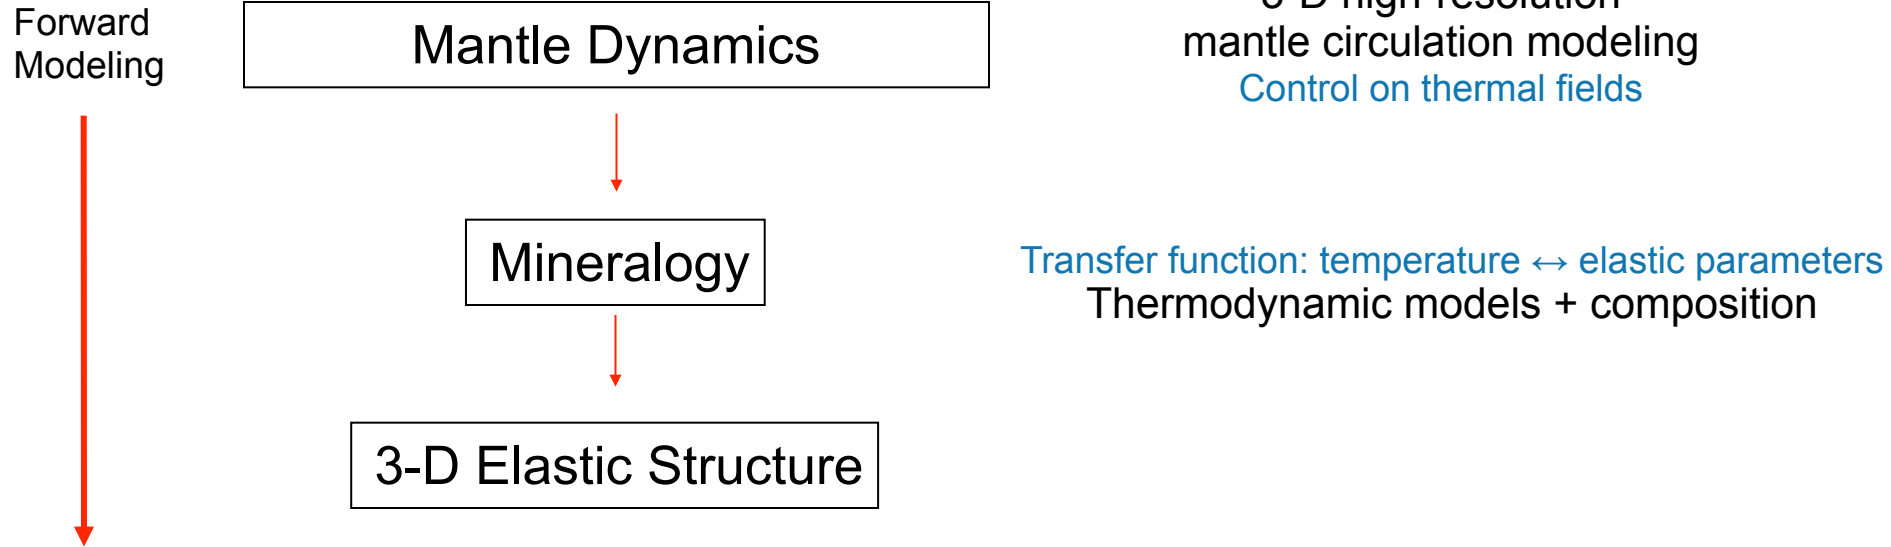 Forward
Modeling
Mantle Dynamics
mantle circulation modeling
Control on thermal fields
Mineralogy
Transfer function: temperature ↔ elastic parameters
Thermodynamic models + composition
3-D Elastic Structure